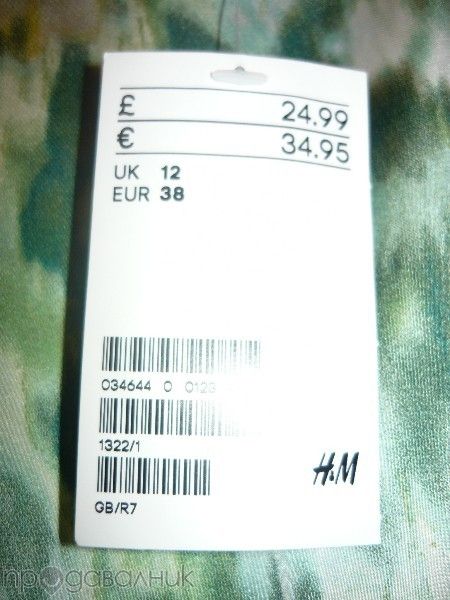 £ 24.99
€ 34.95
UK 12
EUR 38
034644 0 0123
1322/1
GB/R7
H&M
продавалник